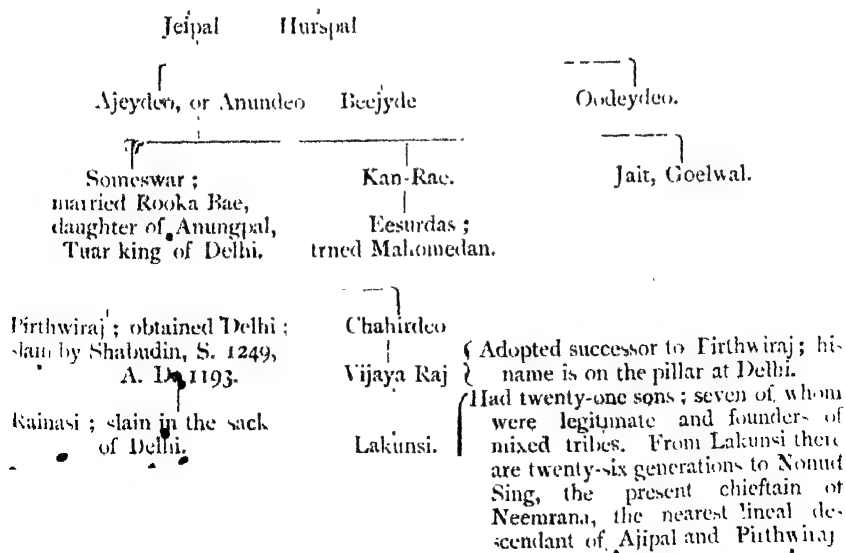 Jeipal Hurspal
Ajeydeo, or Anundeo Beejyde Oodeydeo.
Someswar ; Kan-Rae. Jait, Goelwal.
married Rooka Bae,
daughter of Anungpal, Eesurdas ;
Tuar king of Delhi. trned Mahomedan.
Pirthwiraj ; obtained Delhi ; Chahirdeo
slain by Shabudin, S. 1249,
A. D. 1193. Vijaya Raj
Adopted successor to Pirthwiraj ; his
name is on the pillar at Delhi.
Rainasi ; slain in the sack
of Delhi. Lakunsi.
Had twenty-one sons ; seven of whom
were legitimate and founders of
mixed tribes. From Lakunsi there
are twenty-six generations to Nonud
Sing, the present chieftain of
Neemrana, the nearest lineal de-
scendant of Ajipal and Pirthwiraj